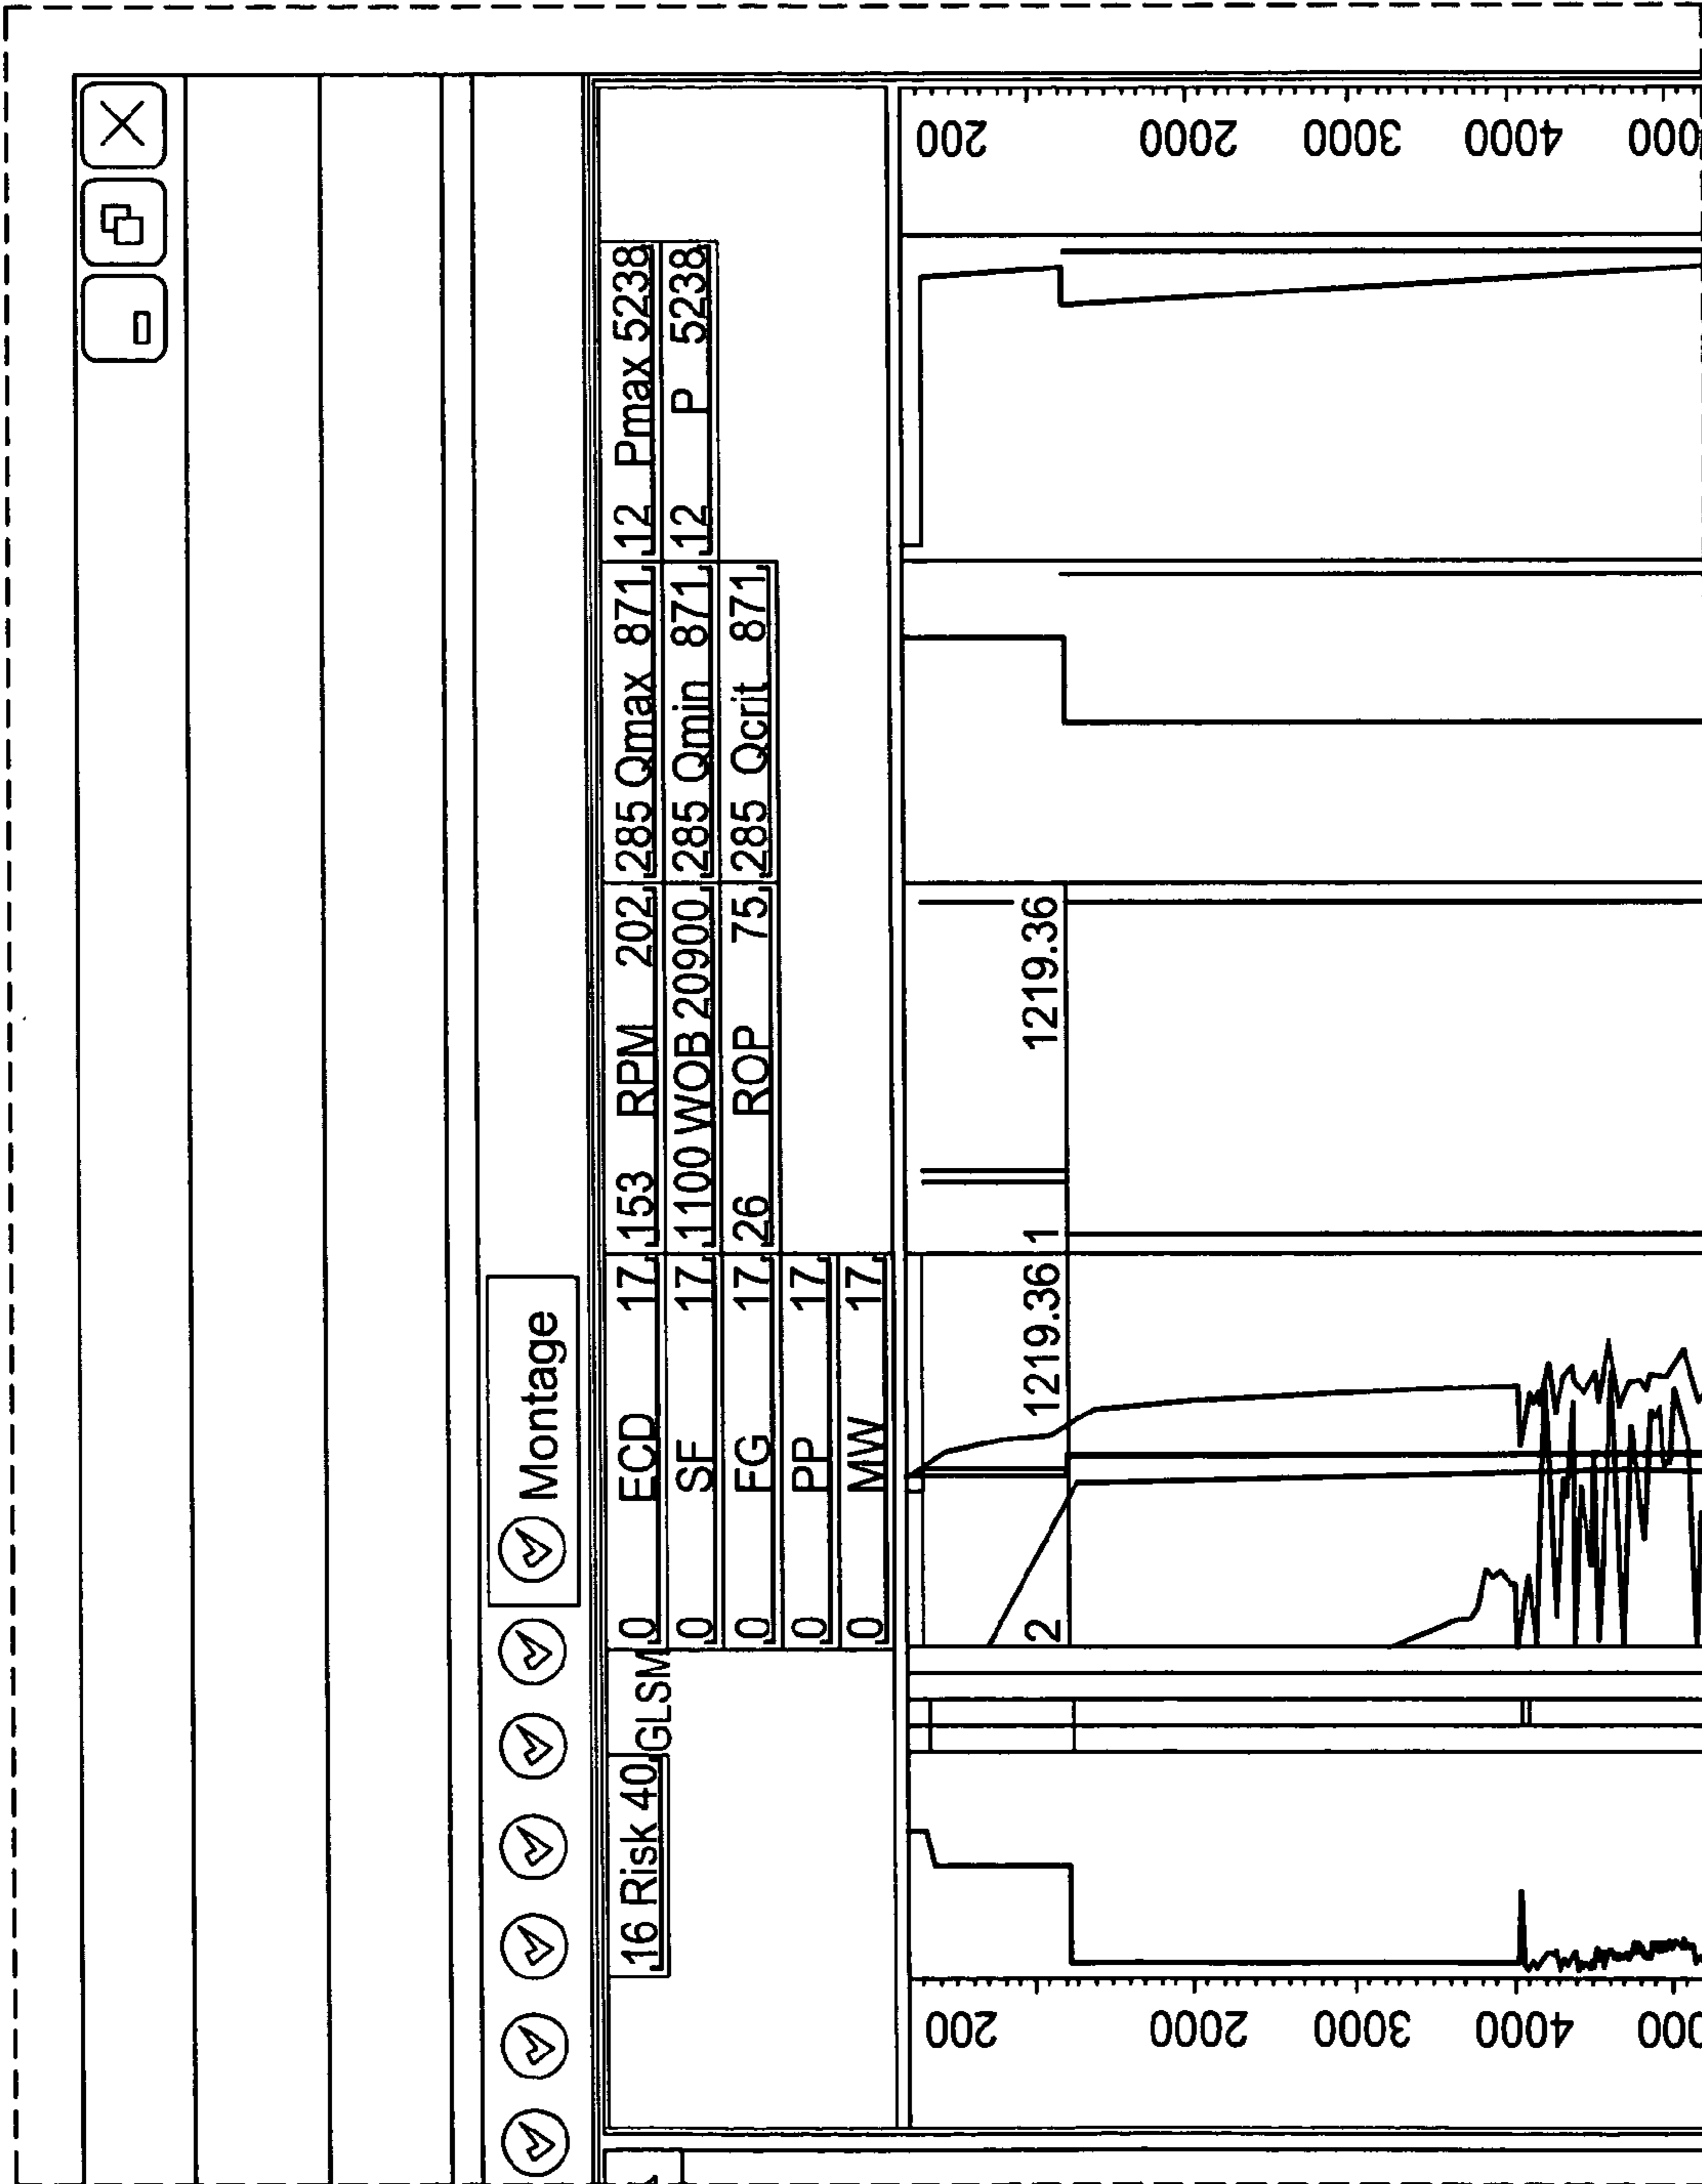 Montage
16 Risk 40 GLSM 0 ECD 17 153 RPM 202 285 Qmax 871 12 Pmax 5238
0 SF 17 1100 WOB 20900 285 Qmin 871 12 P 5238
0 FG 17 26 ROP 75 285 Qcrit 871
0 PP 17
0 MW 17
200 200
2 1219.36 1 1219.36
2000 2000
3000 3000
4000 4000